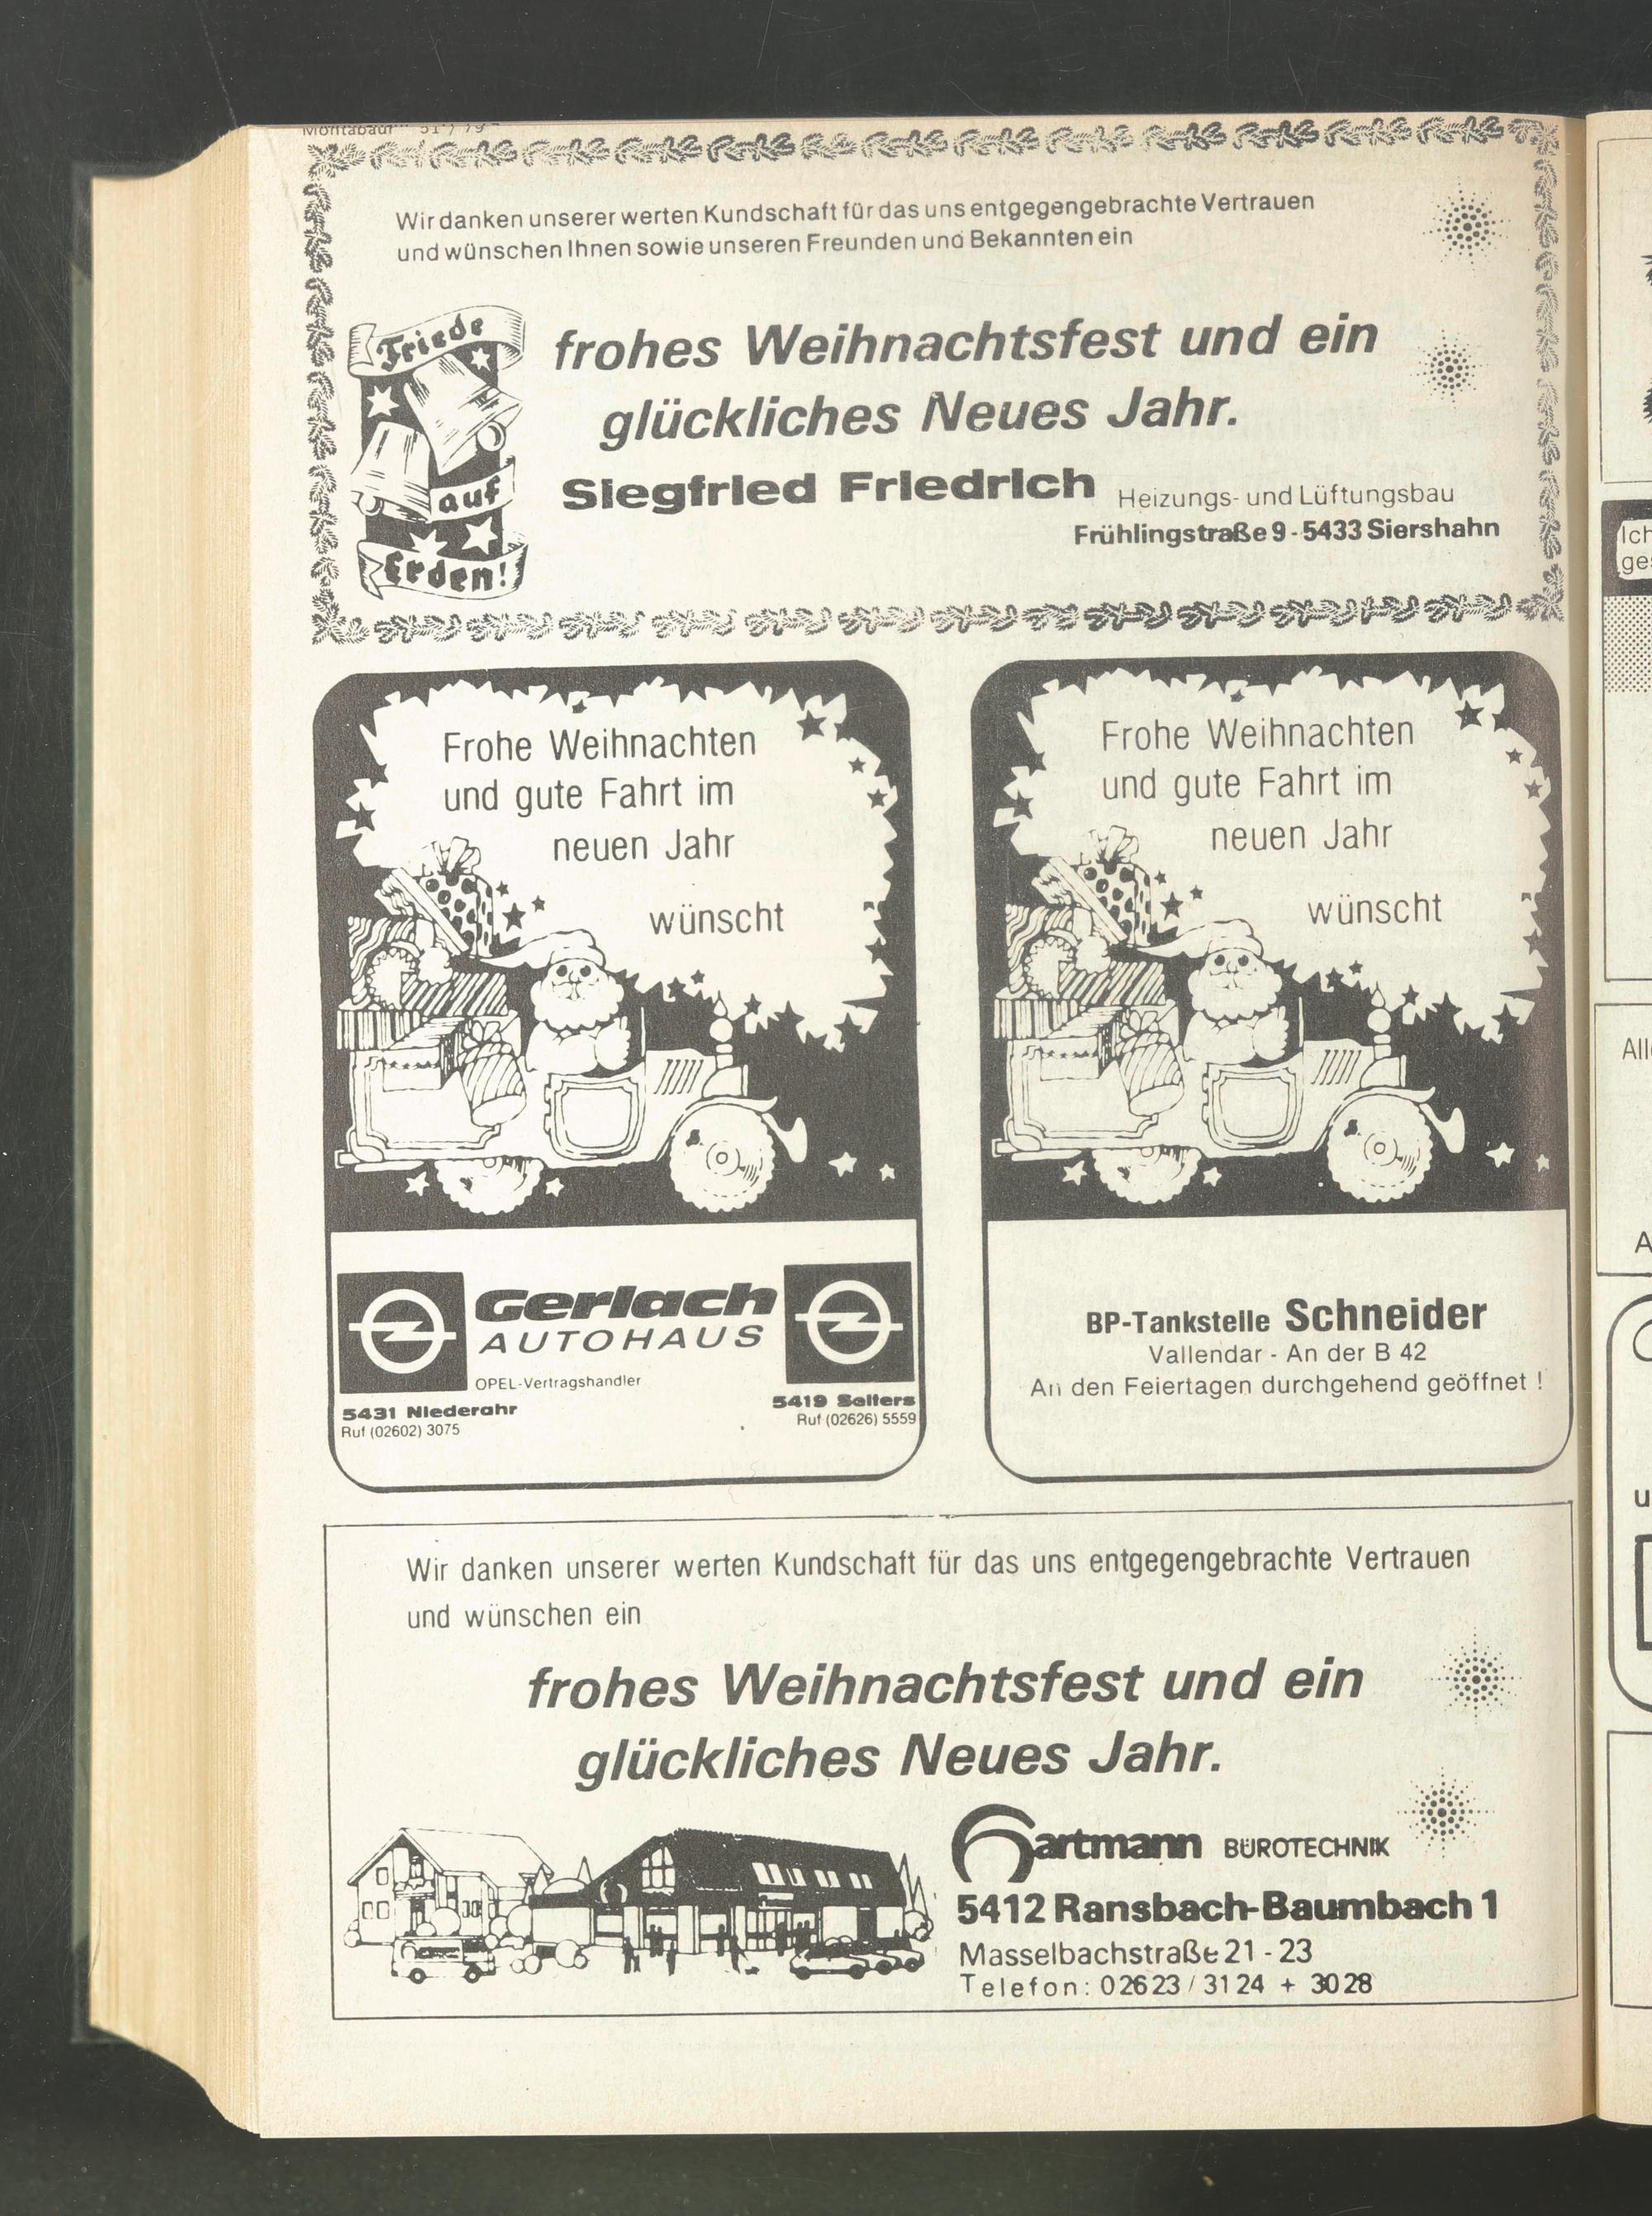 Montabaur 51 / 79
Wir danken unserer werten Kundschaft für das uns entgegengebrachte Vertrauen
und wünschen Ihnen sowie unseren Freunden und Bekannten ein
Friede
auf
Erden!
frohes Weihnachtsfest und ein
glückliches Neues Jahr.
Siegfried Friedrich Heizungs- und Lüftungsbau
Frühlingstraße 9 - 5433 Siershahn
Frohe Weihnachten
und gute Fahrt im
neuen Jahr
wünscht
Gerlach
AUTOHAUS
OPEL-Vertragshandler
5431 Niederahr
Ruf (02602) 3075
5419 Selters
Ruf (02626) 5559
Frohe Weihnachten
und gute Fahrt im
neuen Jahr
wünscht
BP-Tankstelle Schneider
Vallendar - An der B 42
An den Feiertagen durchgehend geöffnet !
Wir danken unserer werten Kundschaft für das uns entgegengebrachte Vertrauen
und wünschen ein
frohes Weihnachtsfest und ein
glückliches Neues Jahr.
Hartmann BÜROTECHNIK
5412 Ransbach-Baumbach 1
Masselbachstraße 21 - 23
Telefon: 02623 / 3124 + 3028